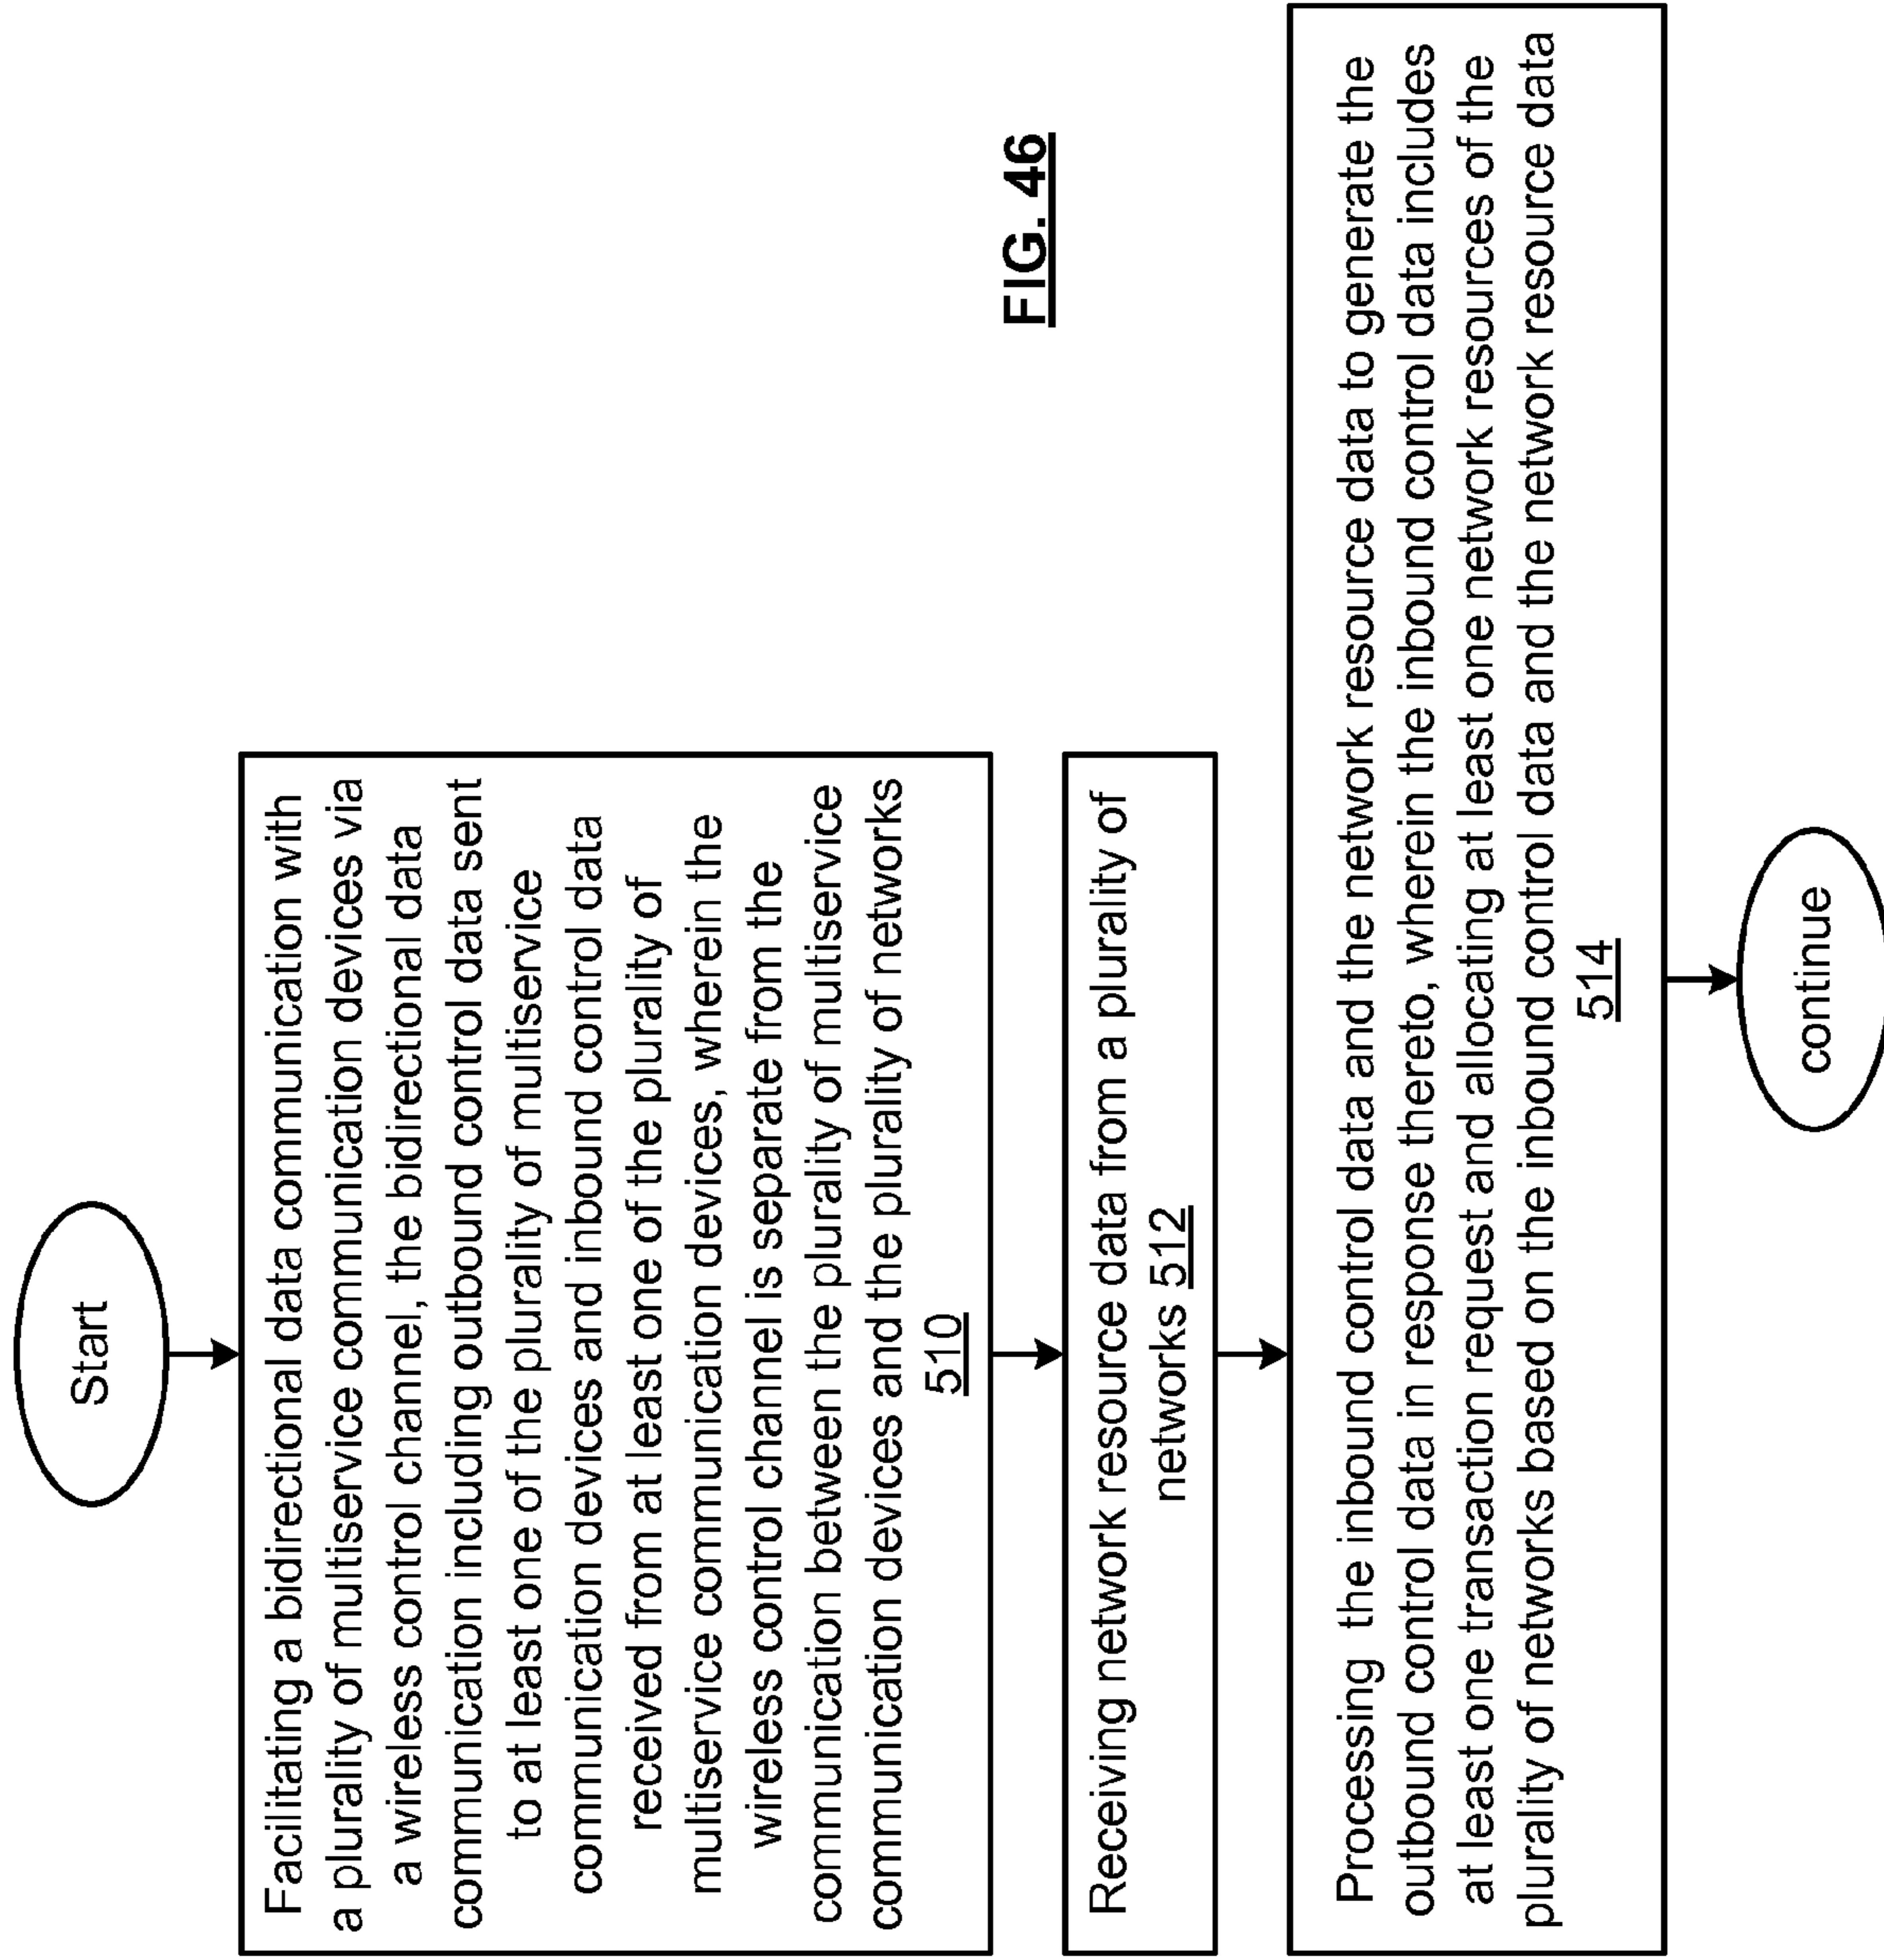 Start
Facilitating a bidirectional data communication with
a plurality of multiservice communication devices via
a wireless control channel, the bidirectional data
communication including outbound control data sent
to at least one of the plurality of multiservice
communication devices and inbound control data
received from at least one of the plurality of
multiservice communication devices, wherein the
wireless control channel is separate from the
communication between the plurality of multiservice
communication devices and the plurality of networks
510
Receiving network resource data from a plurality of
networks 512
FIG. 46
Processing the inbound control data and the network resource data to generate the
outbound control data in response thereto, wherein the inbound control data includes
at least one transaction request and allocating at least one network resources of the
plurality of networks based on the inbound control data and the network resource data
514
continue